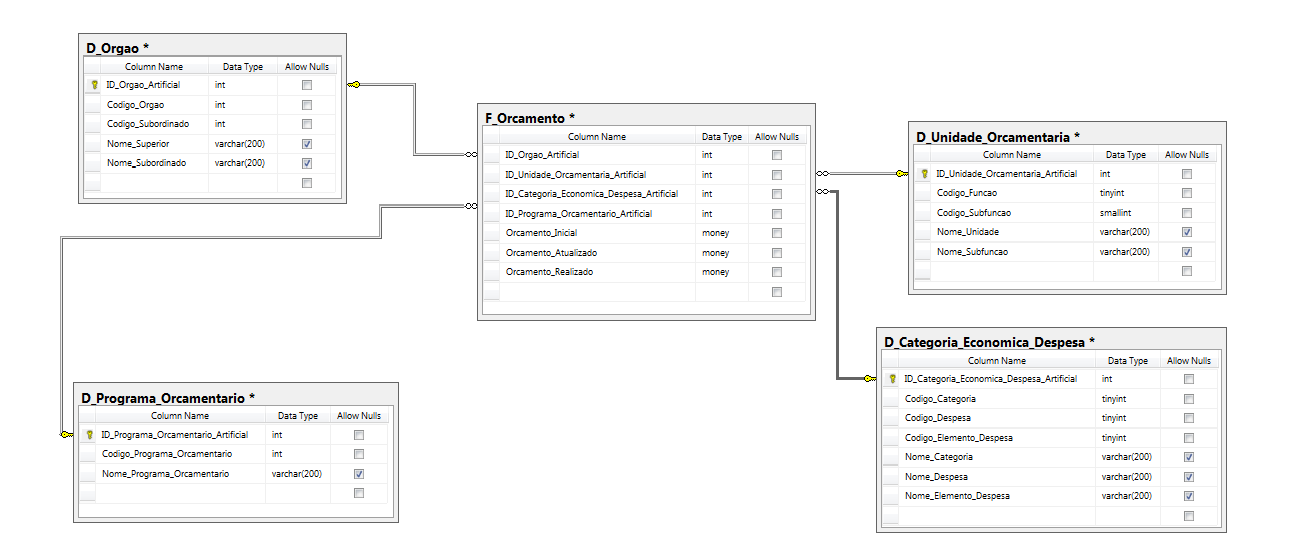 D_Orgao *
Column Name Data Type Allow Nulls
ID_Orgao_Artificial int
Codigo_Orgao int
Codigo_Subordinado int
Nome_Superior varchar(200)
Nome_Subordinado varchar(200)
F_Orcamento *
Column Name Data Type Allow Nulls
ID_Orgao_Artificial int
ID_Unidade_Orcamentaria_Artificial int
ID_Categoria_Economica_Despesa_Artificial int
ID_Programa_Orcamentario_Artificial int
Orcamento_Inicial money
Orcamento_Atualizado money
Orcamento_Realizado money
D_Unidade_Orcamentaria *
Column Name Data Type Allow Nulls
ID_Unidade_Orcamentaria_Artificial int
Codigo_Funcao tinyint
Codigo_Subfuncao smallint
Nome_Unidade varchar(200)
Nome_Subfuncao varchar(200)
D_Categoria_Economica_Despesa *
Column Name Data Type Allow Nulls
ID_Categoria_Economica_Despesa_Artificial int
Codigo_Categoria tinyint
Codigo_Despesa tinyint
Codigo_Elemento_Despesa tinyint
Nome_Categoria varchar(200)
Nome_Despesa varchar(200)
Nome_Elemento_Despesa varchar(200)
D_Programa_Orcamentario *
Column Name Data Type Allow Nulls
ID_Programa_Orcamentario_Artificial int
Codigo_Programa_Orcamentario int
Nome_Programa_Orcamentario varchar(200)